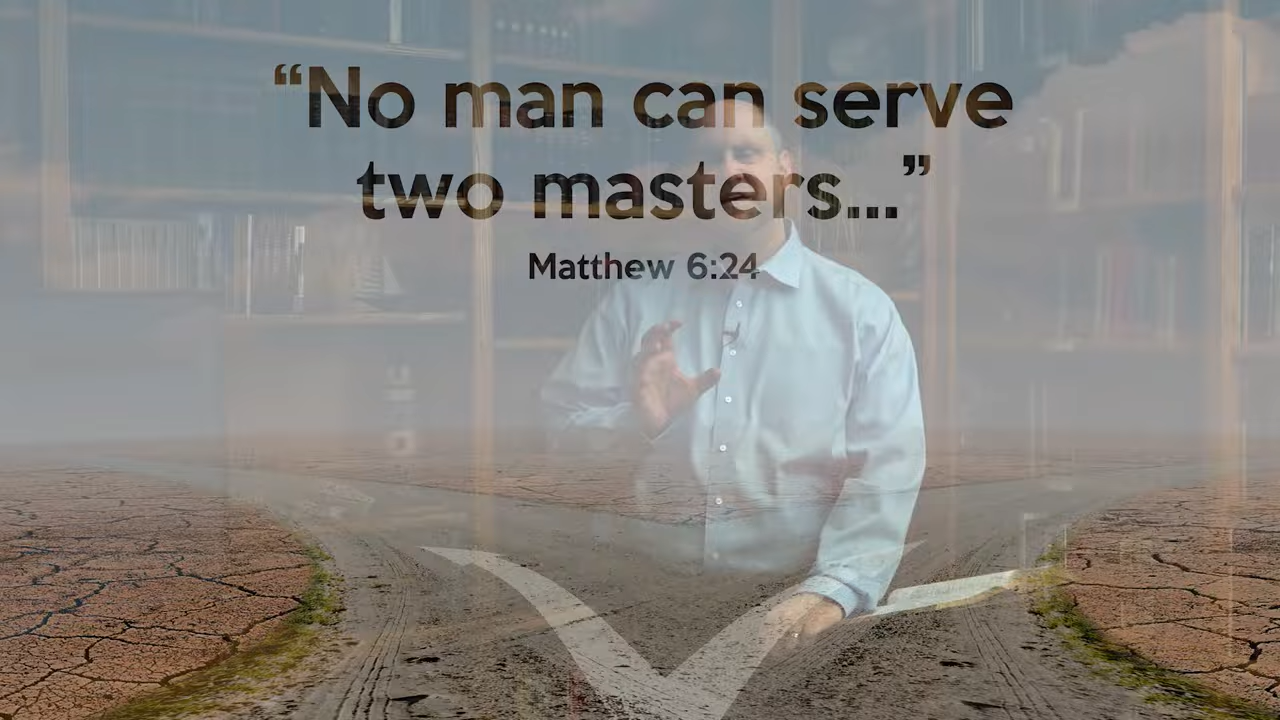 “No man can serve
two masters...”
Matthew 6:24